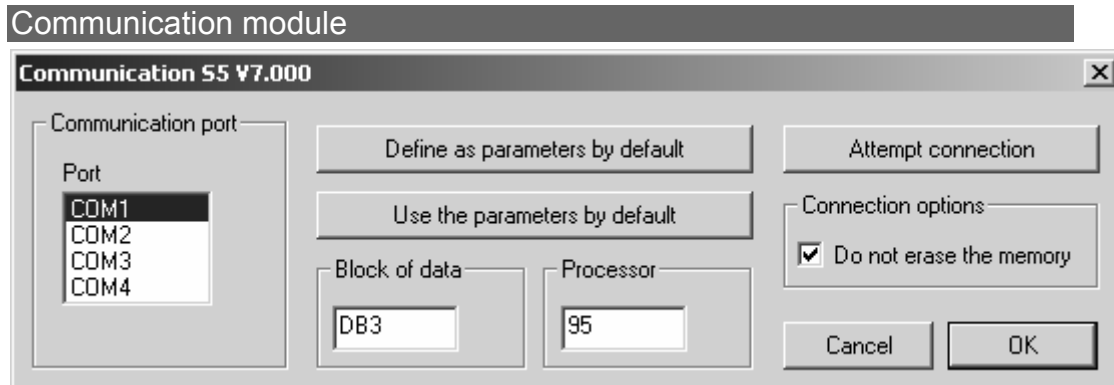 Communication module
Communication S5 V7.000
Communication port
Port
COM1
COM2
COM3
COM4
Define as parameters by default
Use the parameters by default
Block of data
DB3
Processor
95
Attempt connection
Connection options
Do not erase the memory
Cancel
OK